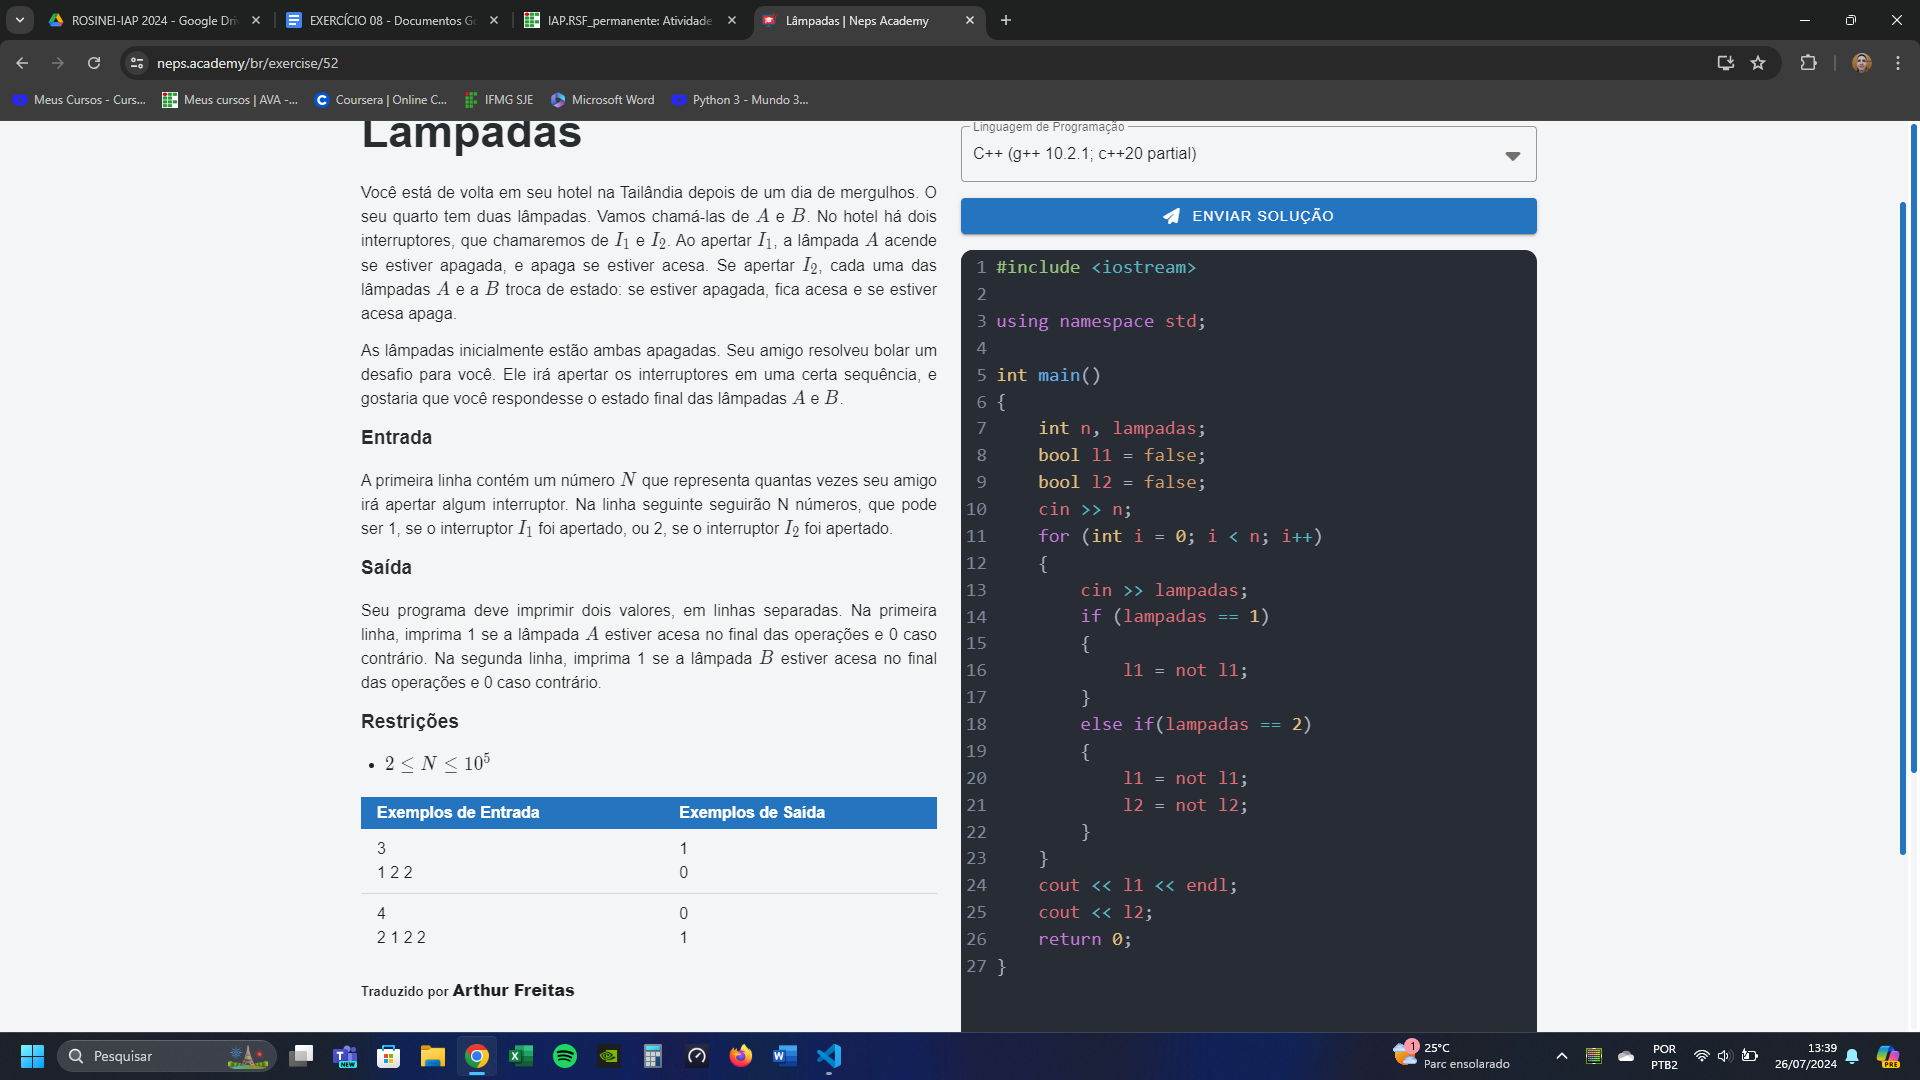 ROSINEI-IAP 2024 - Google Dri
EXERCÍCIO 08 - Documentos Go
IAP.RSF_permanente: Atividade
Lâmpadas | Neps Academy
neps.academy/br/exercise/52
Meus Cursos - Curs...
Meus cursos | AVA -...
Coursera | Online C...
IFMG SJE
Microsoft Word
Python 3 - Mundo 3...
Lâmpadas
Você está de volta em seu hotel na Tailândia depois de um dia de mergulhos. O
seu quarto tem duas lâmpadas. Vamos chamá-las de A e B. No hotel há dois
interruptores, que chamaremos de I₁ e I₂. Ao apertar I₁, a lâmpada A acende
se estiver apagada, e apaga se estiver acesa. Se apertar I₂, cada uma das
lâmpadas A e a B troca de estado: se estiver apagada, fica acesa e se estiver
acesa apaga.
As lâmpadas inicialmente estão ambas apagadas. Seu amigo resolveu bolar um
desafio para você. Ele irá apertar os interruptores em uma certa sequência, e
gostaria que você respondesse o estado final das lâmpadas A e B.
Entrada
A primeira linha contém um número N que representa quantas vezes seu amigo
irá apertar algum interruptor. Na linha seguinte seguirão N números, que pode
ser 1, se o interruptor I₁ foi apertado, ou 2, se o interruptor I₂ foi apertado.
Saída
Seu programa deve imprimir dois valores, em linhas separadas. Na primeira
linha, imprima 1 se a lâmpada A estiver acesa no final das operações e 0 caso
contrário. Na segunda linha, imprima 1 se a lâmpada B estiver acesa no final
das operações e 0 caso contrário.
Restrições
• 2 ≤ N ≤ 10⁵
Exemplos de Entrada Exemplos de Saída
3 1
1 2 2 0
4 0
2 1 2 2 1
Traduzido por Arthur Freitas
Linguagem de Programação
C++ (g++ 10.2.1; c++20 partial)
ENVIAR SOLUÇÃO
1 #include <iostream>
2
3 using namespace std;
4
5 int main()
6 {
7     int n, lampadas;
8     bool l1 = false;
9     bool l2 = false;
10     cin >> n;
11     for (int i = 0; i < n; i++)
12     {
13         cin >> lampadas;
14         if (lampadas == 1)
15         {
16             l1 = not l1;
17         }
18         else if(lampadas == 2)
19         {
20             l1 = not l1;
21             l2 = not l2;
22         }
23     }
24     cout << l1 << endl;
25     cout << l2;
26     return 0;
27 }
Pesquisar
NEW
1
25°C
Parc ensolarado
POR
PTB2
13:39
26/07/2024
PRE